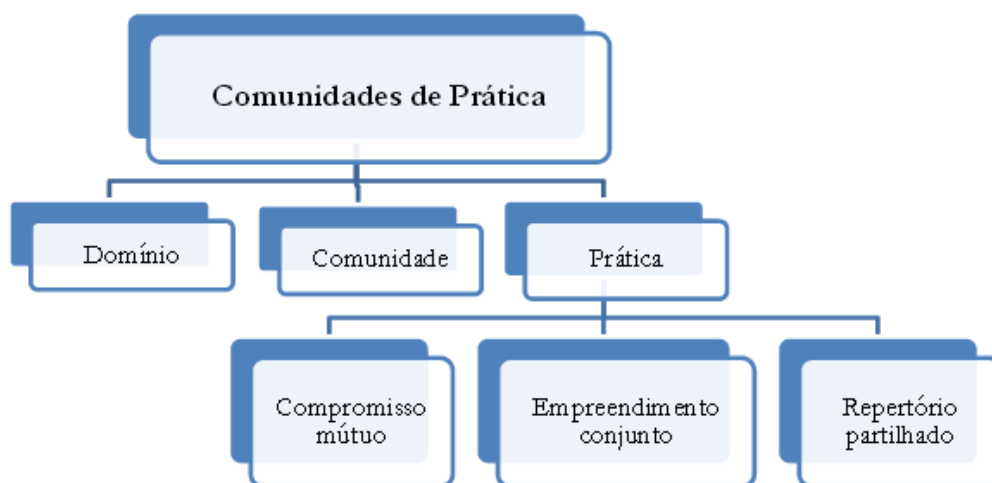 Comunidades de Prática
Domínio
Comunidade
Prática
Compromisso
mútuo
Empreendimento
conjunto
Repertório
partilhado